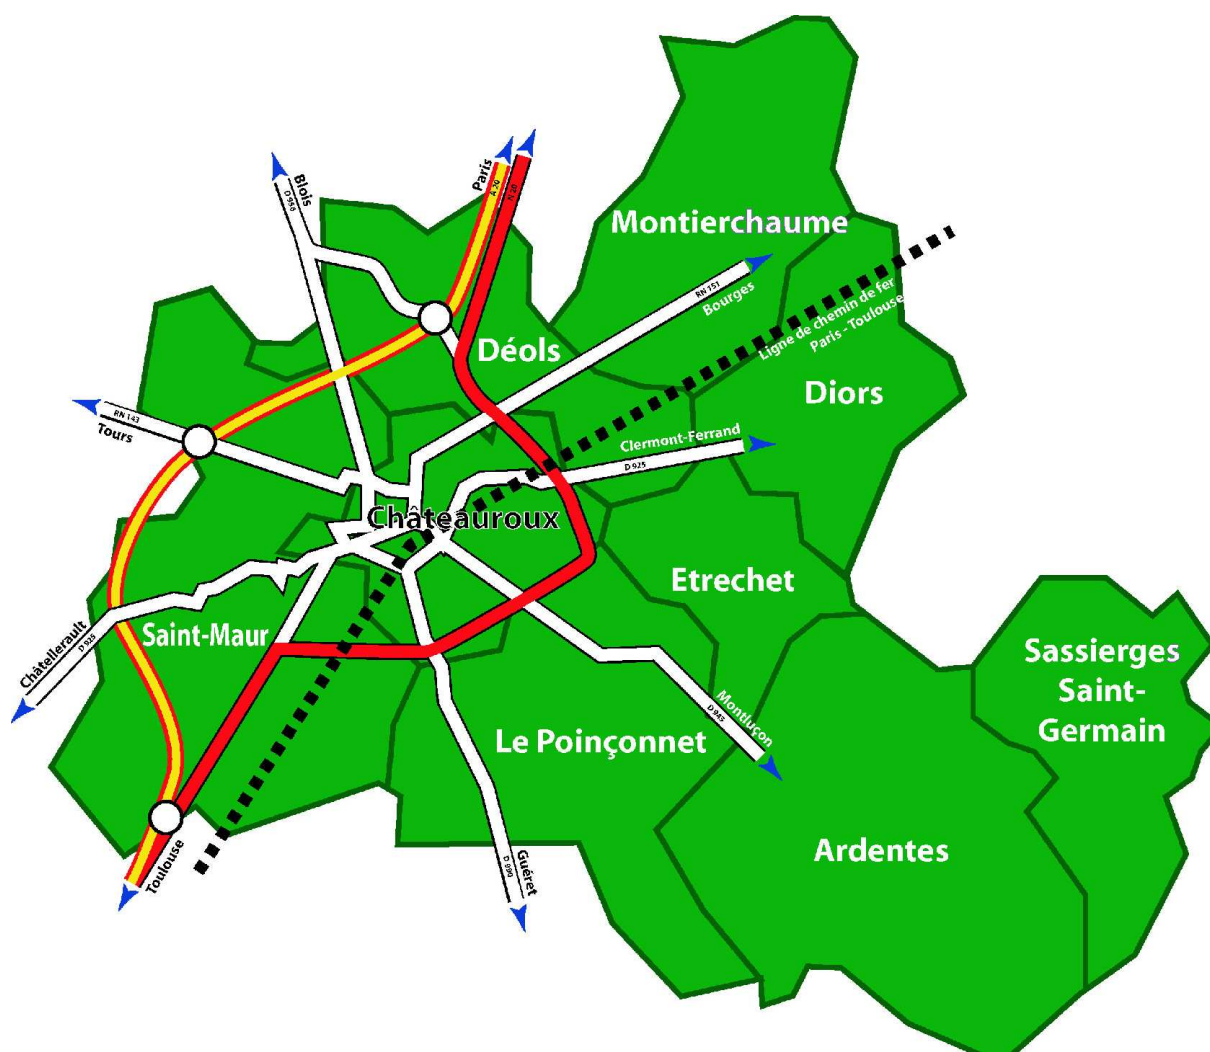 Paris
A 20
N 20
Blois
D 956
Montierchaume
RN 151
Bourges
Ligne de chemin de fer
Paris - Toulouse
Déols
Diors
RN 143
Tours
Clermont-Ferrand
D 925
Châteauroux
Etrechet
Saint-Maur
Châtellerault
D 925
Sassierges
Saint-
Germain
Montluçon
D 943
Le Poinçonnet
Ardentes
Toulouse
Guéret
D 990